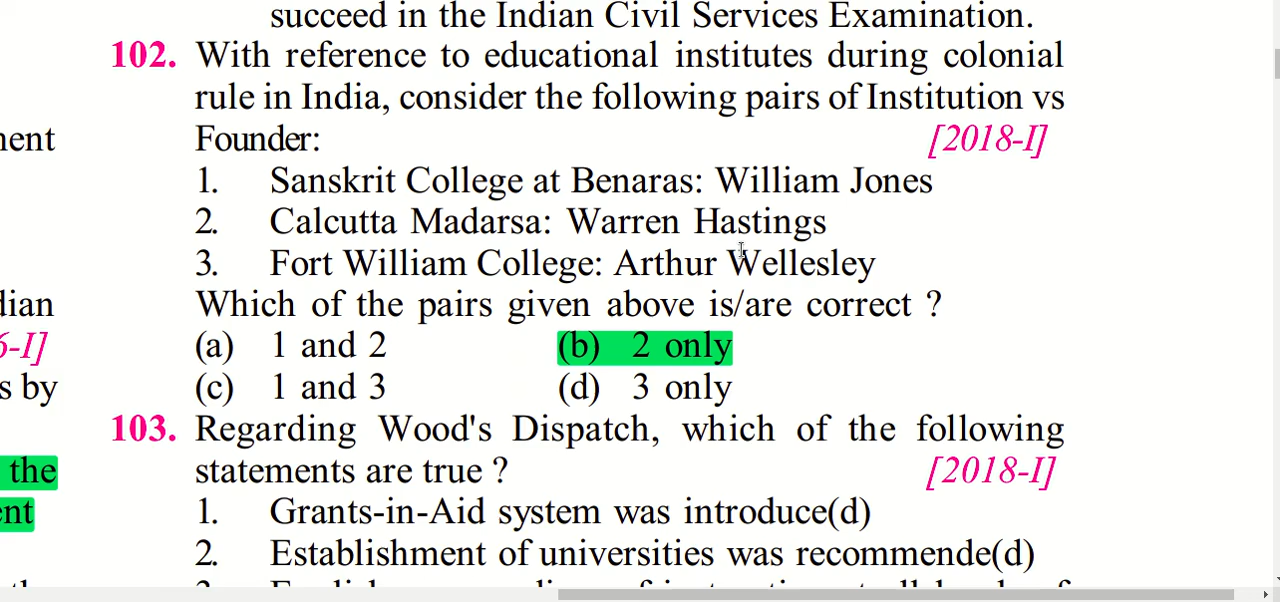 succeed in the Indian Civil Services Examination.
102. With reference to educational institutes during colonial
rule in India, consider the following pairs of Institution vs
Founder: [2018-I]
1. Sanskrit College at Benaras: William Jones
2. Calcutta Madarsa: Warren Hastings
3. Fort William College: Arthur Wellesley
Which of the pairs given above is/are correct ?
(a) 1 and 2 (b) 2 only
(c) 1 and 3 (d) 3 only
103. Regarding Wood's Dispatch, which of the following
statements are true ? [2018-I]
1. Grants-in-Aid system was introduce(d)
2. Establishment of universities was recommende(d)
s by
the